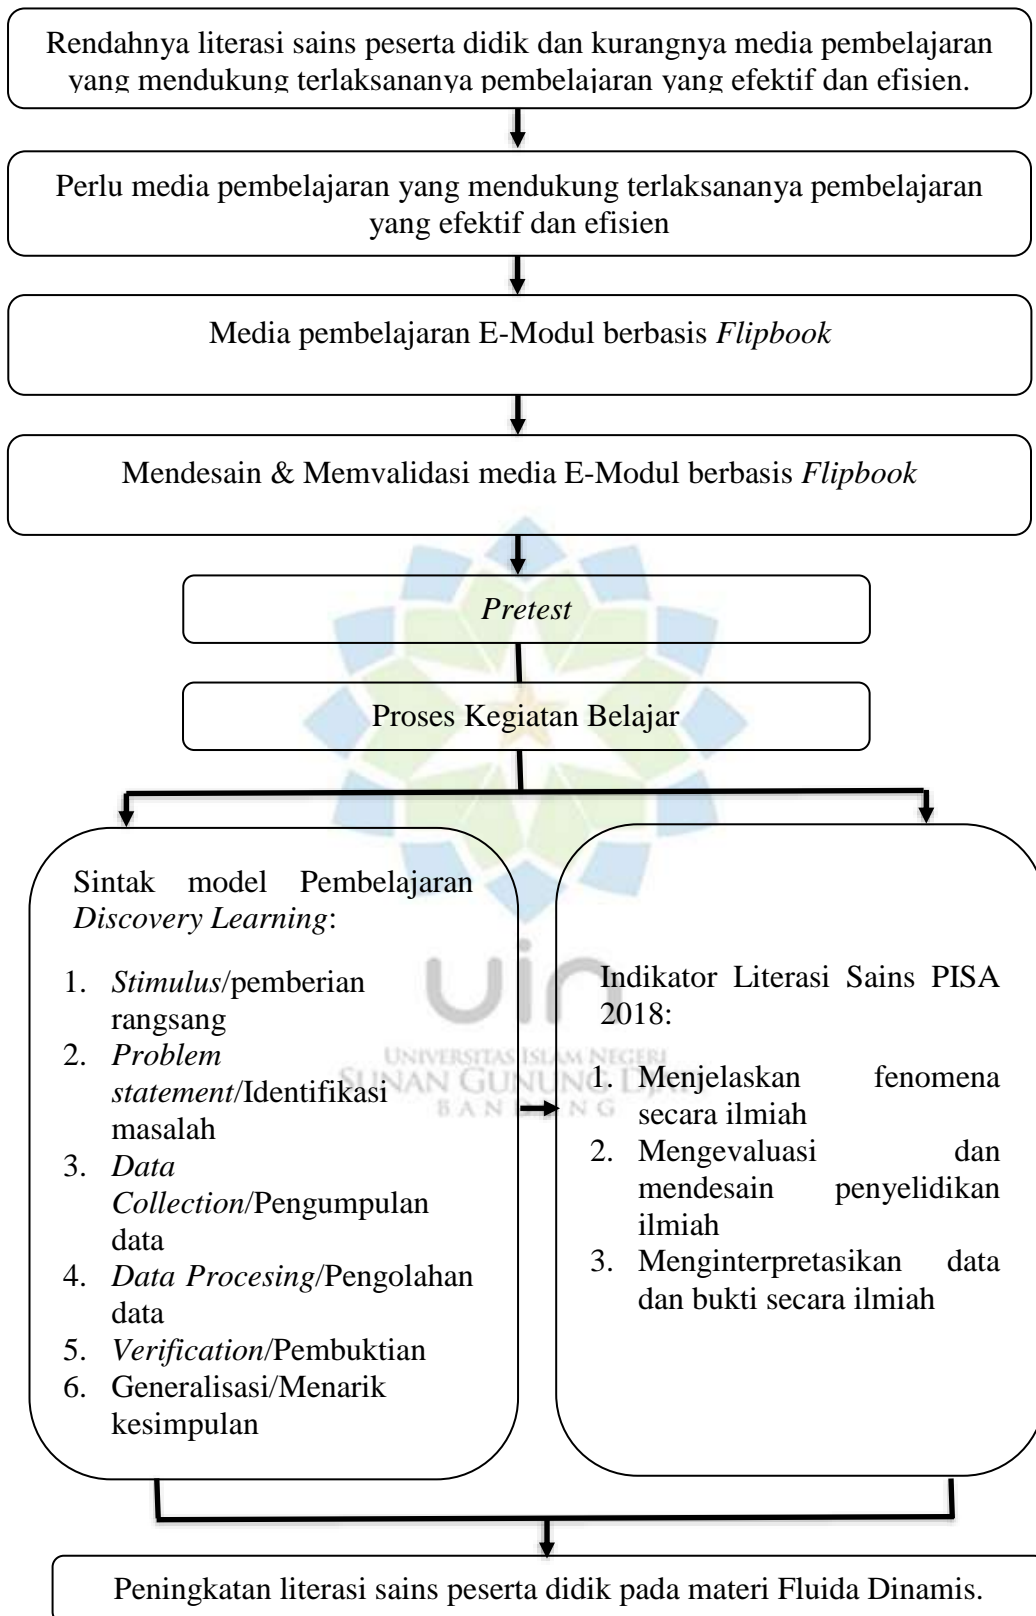 Rendahnya literasi sains peserta didik dan kurangnya media pembelajaran
yang mendukung terlaksananya pembelajaran yang efektif dan efisien.
Perlu media pembelajaran yang mendukung terlaksananya pembelajaran
yang efektif dan efisien
Media pembelajaran E-Modul berbasis Flipbook
Mendesain & Memvalidasi media E-Modul berbasis Flipbook
Pretest
Proses Kegiatan Belajar
Sintak model Pembelajaran
Discovery Learning:
1. Stimulus/pemberian
rangsang
2. Problem
statement/Identifikasi
masalah
3. Data
Collection/Pengumpulan
data
4. Data Procesing/Pengolahan
data
5. Verification/Pembuktian
6. Generalisasi/Menarik
kesimpulan
Indikator Literasi Sains PISA
2018:
1. Menjelaskan fenomena
secara ilmiah
2. Mengevaluasi dan
mendesain penyelidikan
ilmiah
3. Menginterpretasikan data
dan bukti secara ilmiah
uin
UNIVERSITAS ISLAM NEGERI
SUNAN GUNUNG
Peningkatan literasi sains peserta didik pada materi Fluida Dinamis.